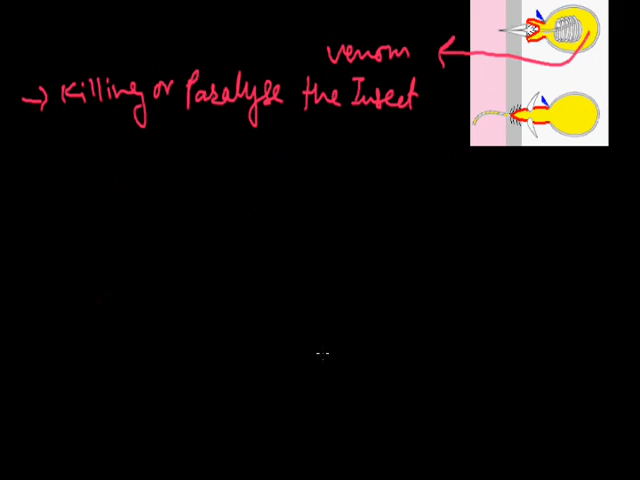 venom
→ Killing or Paralyse the Insect